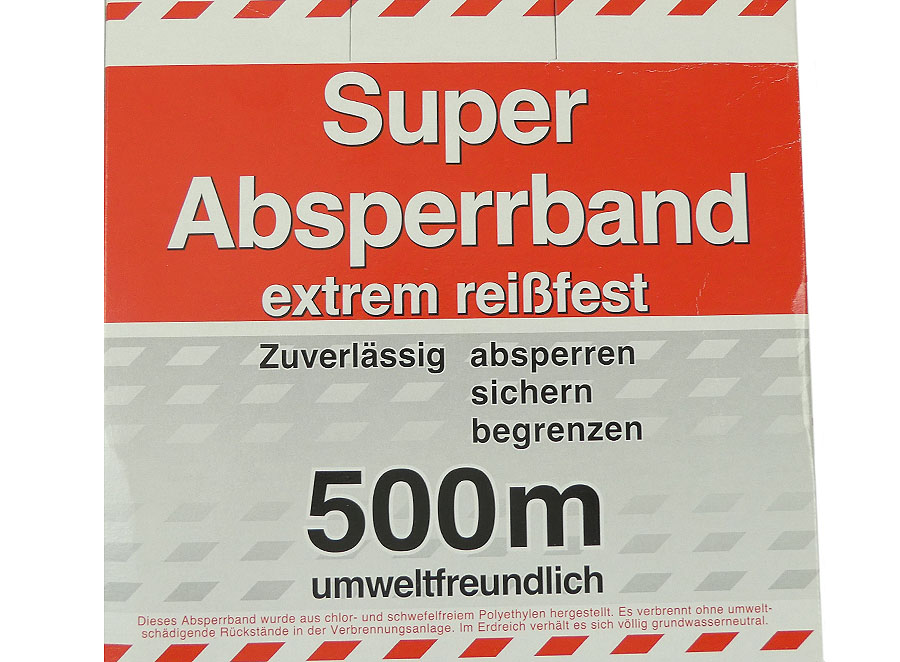 Super
Absperrband
extrem reißfest
Zuverlässig absperren
sichern
begrenzen
500 m
umweltfreundlich
Dieses Absperrband wurde aus chlor- und schwefelfreiem Polyethylen hergestellt. Es verbrennt ohne umwelt-
schädigende Rückstände in der Verbrennungsanlage. Im Erdreich verhält es sich völlig grundwasserneutral.